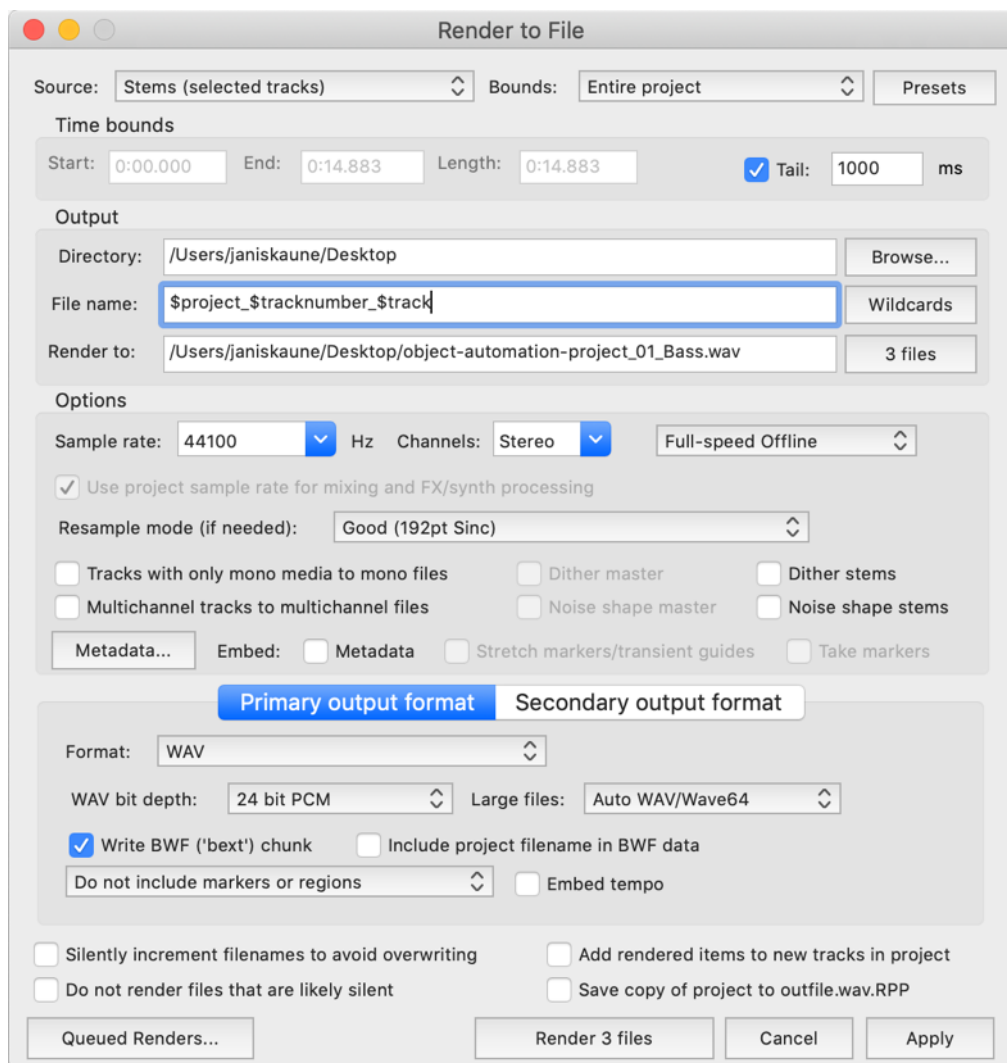 Render to File
Source: Stems (selected tracks) Bounds: Entire project Presets
Time bounds
Start: 0:00.000 End: 0:14.883 Length: 0:14.883 Tail: 1000 ms
Output
Directory: /Users/janiskaune/Desktop Browse...
File name: $project_$tracknumber_$track Wildcards
Render to: /Users/janiskaune/Desktop/object-automation-project_01_Bass.wav 3 files
Options
Sample rate: 44100 Hz Channels: Stereo Full-speed Offline
Use project sample rate for mixing and FX/synth processing
Resample mode (if needed): Good (192pt Sinc)
Tracks with only mono media to mono files Dither master Dither stems
Multichannel tracks to multichannel files Noise shape master Noise shape stems
Metadata... Embed: Metadata Stretch markers/transient guides Take markers
Primary output format Secondary output format
Format: WAV
WAV bit depth: 24 bit PCM Large files: Auto WAV/Wave64
Write BWF ('bext') chunk Include project filename in BWF data
Do not include markers or regions Embed tempo
Silently increment filenames to avoid overwriting Add rendered items to new tracks in project
Do not render files that are likely silent Save copy of project to outfile.wav.RPP
Queued Renders... Render 3 files Cancel Apply